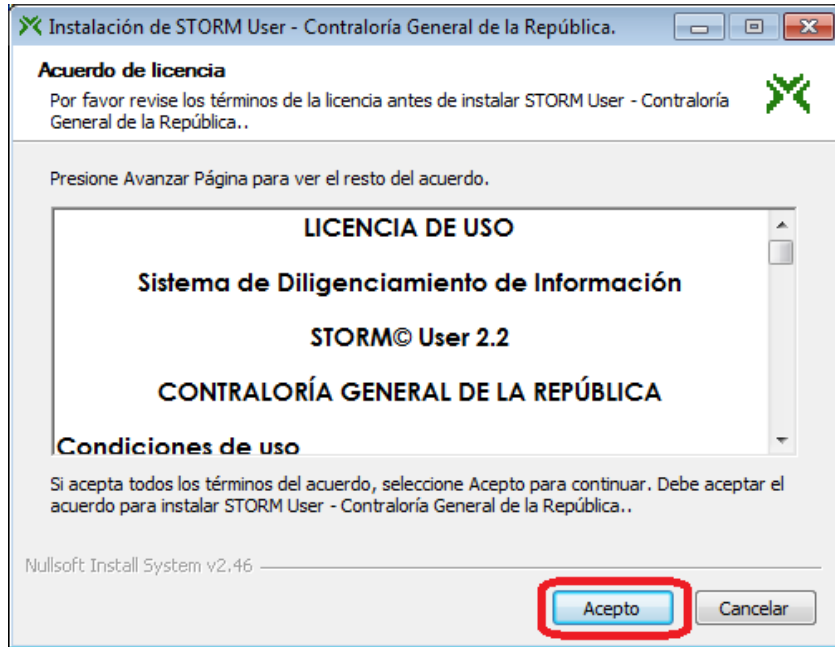 Instalación de STORM User - Contraloría General de la República.
Acuerdo de licencia
Por favor revise los términos de la licencia antes de instalar STORM User - Contraloría
General de la República..
Presione Avanzar Página para ver el resto del acuerdo.
LICENCIA DE USO
Sistema de Diligenciamiento de Información
STORM© User 2.2
CONTRALORÍA GENERAL DE LA REPÚBLICA
Condiciones de uso
Si acepta todos los términos del acuerdo, seleccione Acepto para continuar. Debe aceptar el
acuerdo para instalar STORM User - Contraloría General de la República..
Nullsoft Install System v2.46
Acepto
Cancelar